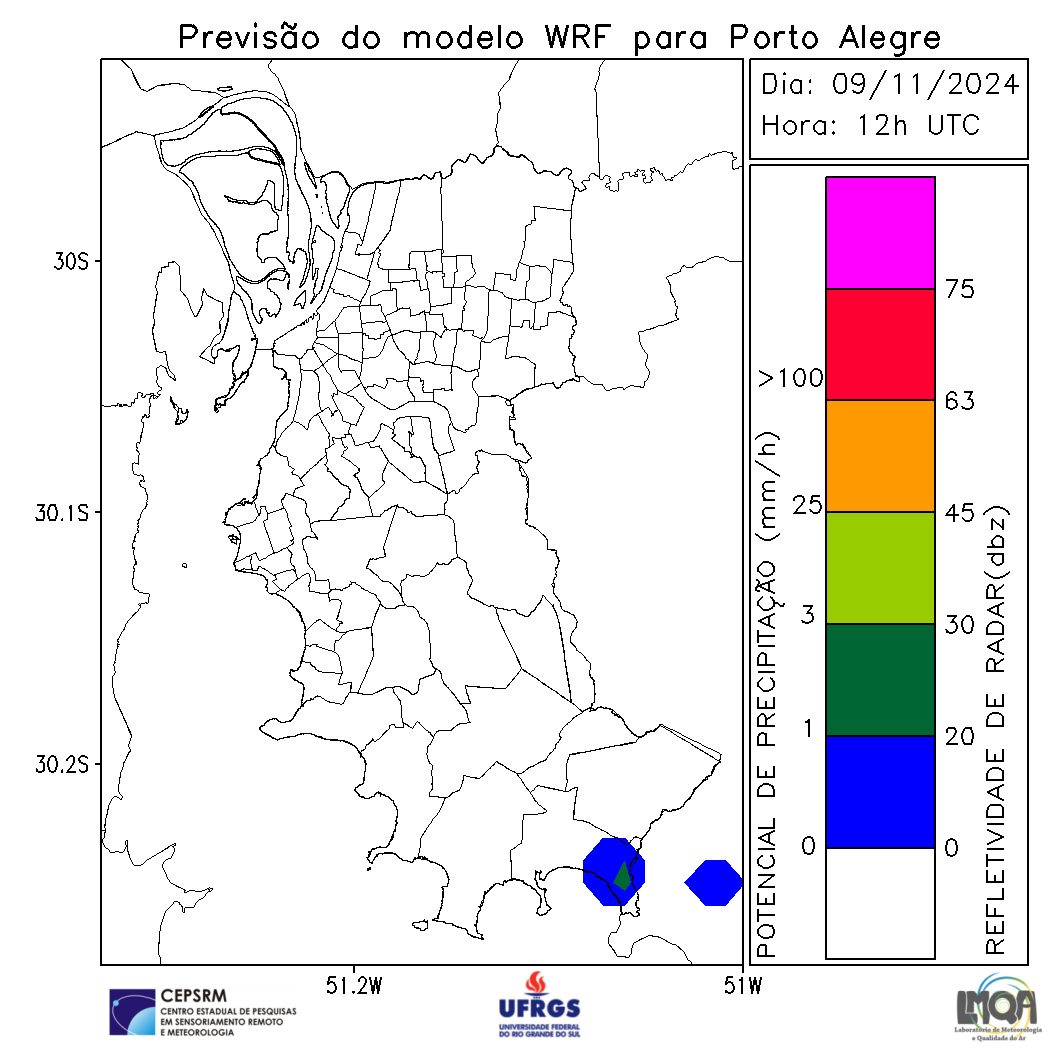 Previsão do modelo WRF para Porto Alegre
Dia: 09/11/2024
Hora: 12h UTC
30S
30.1S
30.2S
51.2W
51W
POTENCIAL DE PRECIPITAÇÃO (mm/h)
>100
25
3
1
0
75
63
45
30
20
0
REFLETIVIDADE DE RADAR(dbz)
CEPSRM
CENTRO ESTADUAL DE PESQUISAS
EM SENSORIAMENTO REMOTO
E METEOROLOGIA
UFRGS
UNIVERSIDADE FEDERAL
DO RIO GRANDE DO SUL
LMQA
Laboratório de Meteorologia
e Qualidade do Ar